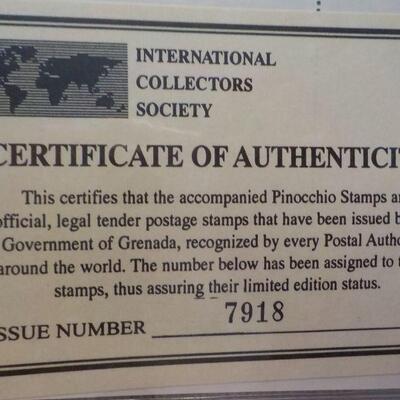 INTERNATIONAL
COLLECTORS
SOCIETY
CERTIFICATE OF AUTHENTICI
This certifies that the accompanied Pinocchio Stamps a
official, legal tender postage stamps that have been issued b
Government of Grenada, recognized by every Postal Autho
around the world. The number below has been assigned to t
stamps, thus assuring their limited edition status.
SSUE NUMBER 7918